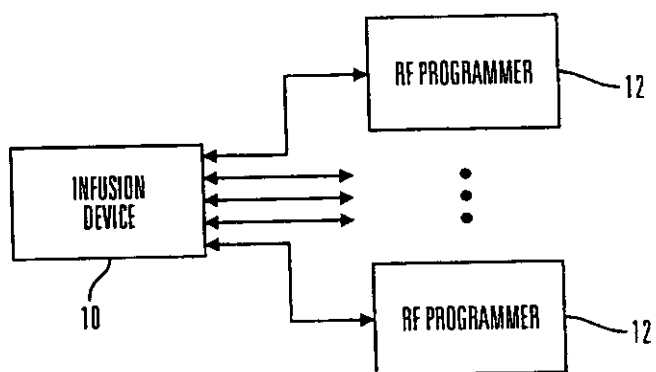 RF PROGRAMMER
12
INFUSION
DEVICE
10
RF PROGRAMMER
12